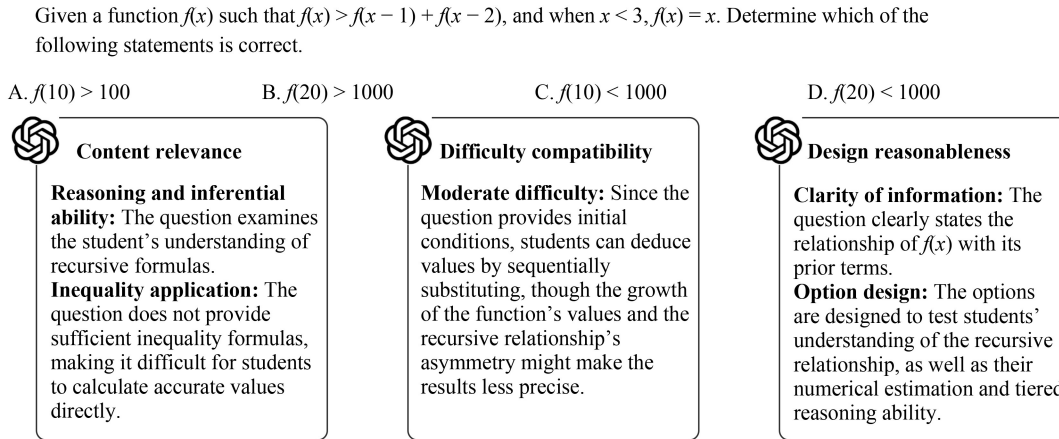 Given a function f(x) such that f(x) > f(x − 1) + f(x − 2), and when x < 3, f(x) = x. Determine which of the
following statements is correct.
A. f(10) > 100 B. f(20) > 1000 C. f(10) < 1000 D. f(20) < 1000
Content relevance
Reasoning and inferential
ability: The question examines
the student’s understanding of
recursive formulas.
Inequality application: The
question does not provide
sufficient inequality formulas,
making it difficult for students
to calculate accurate values
directly.
Difficulty compatibility
Moderate difficulty: Since the
question provides initial
conditions, students can deduce
values by sequentially
substituting, though the growth
of the function’s values and the
recursive relationship’s
asymmetry might make the
results less precise.
Design reasonableness
Clarity of information: The
question clearly states the
relationship of f(x) with its
prior terms.
Option design: The options
are designed to test students’
understanding of the recursive
relationship, as well as their
numerical estimation and tiered
reasoning ability.